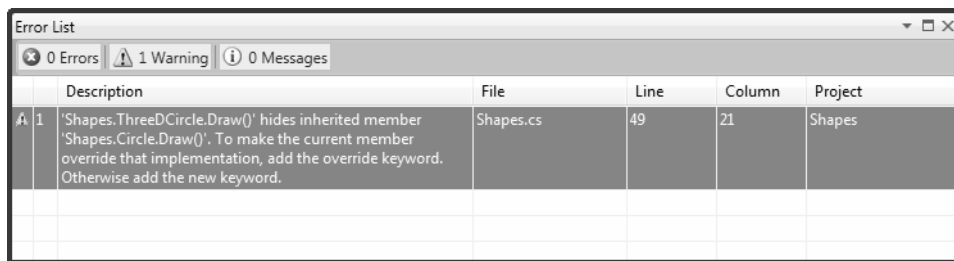 Error List
0 Errors 1 Warning 0 Messages
Description File Line Column Project
1 'Shapes.ThreeDCircle.Draw()' hides inherited member Shapes.cs 49 21 Shapes
'Shapes.Circle.Draw()'. To make the current member
override that implementation, add the override keyword.
Otherwise add the new keyword.